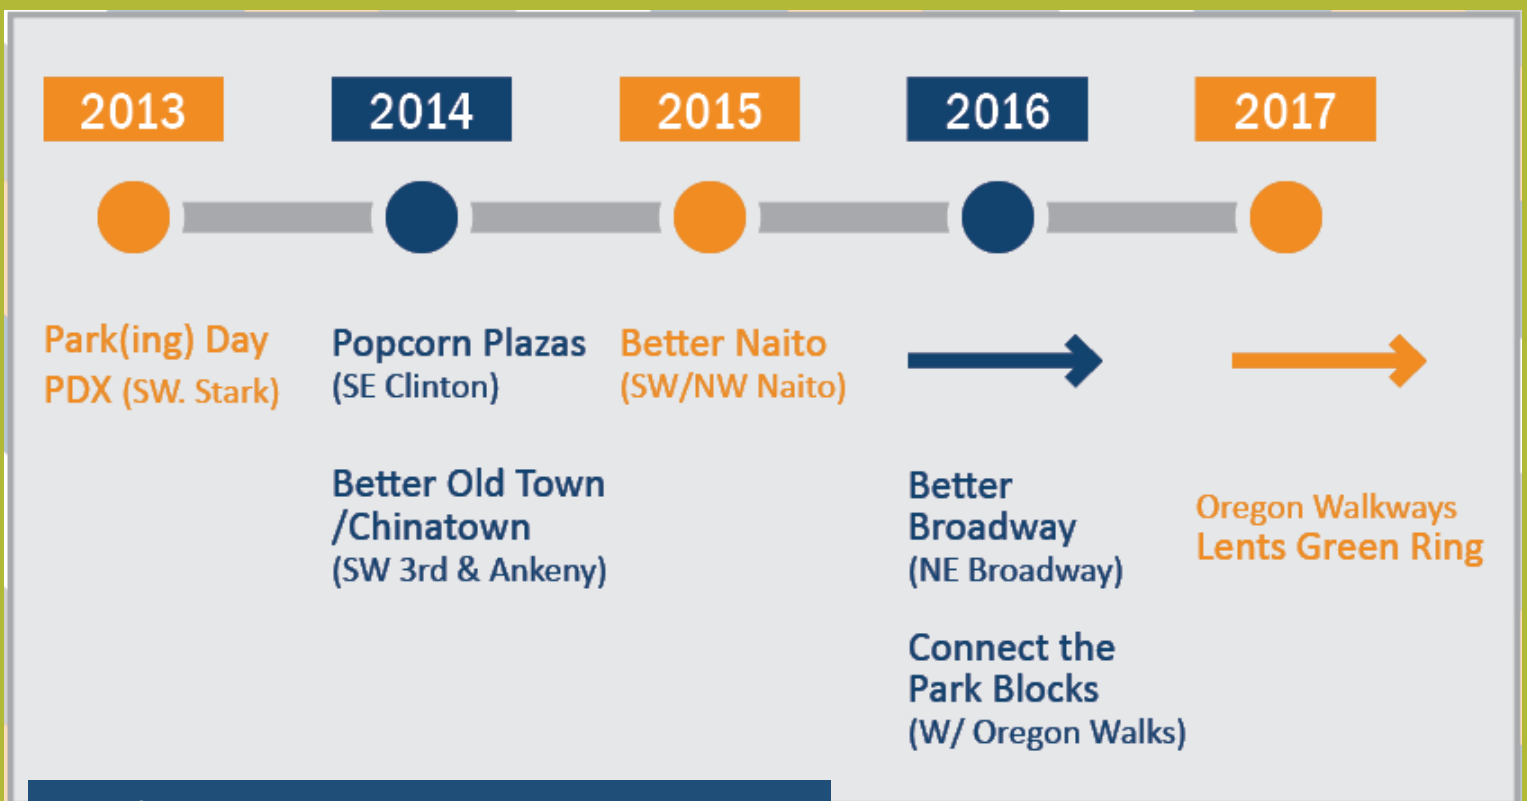 2013
2014
2015
2016
2017
Park(ing) Day
PDX (SW. Stark)
Popcorn Plazas
(SE Clinton)
Better Old Town
/Chinatown
(SW 3rd & Ankeny)
Better Naito
(SW/NW Naito)
Better
Broadway
(NE Broadway)
Connect the
Park Blocks
(W/ Oregon Walks)
Oregon Walkways
Lents Green Ring